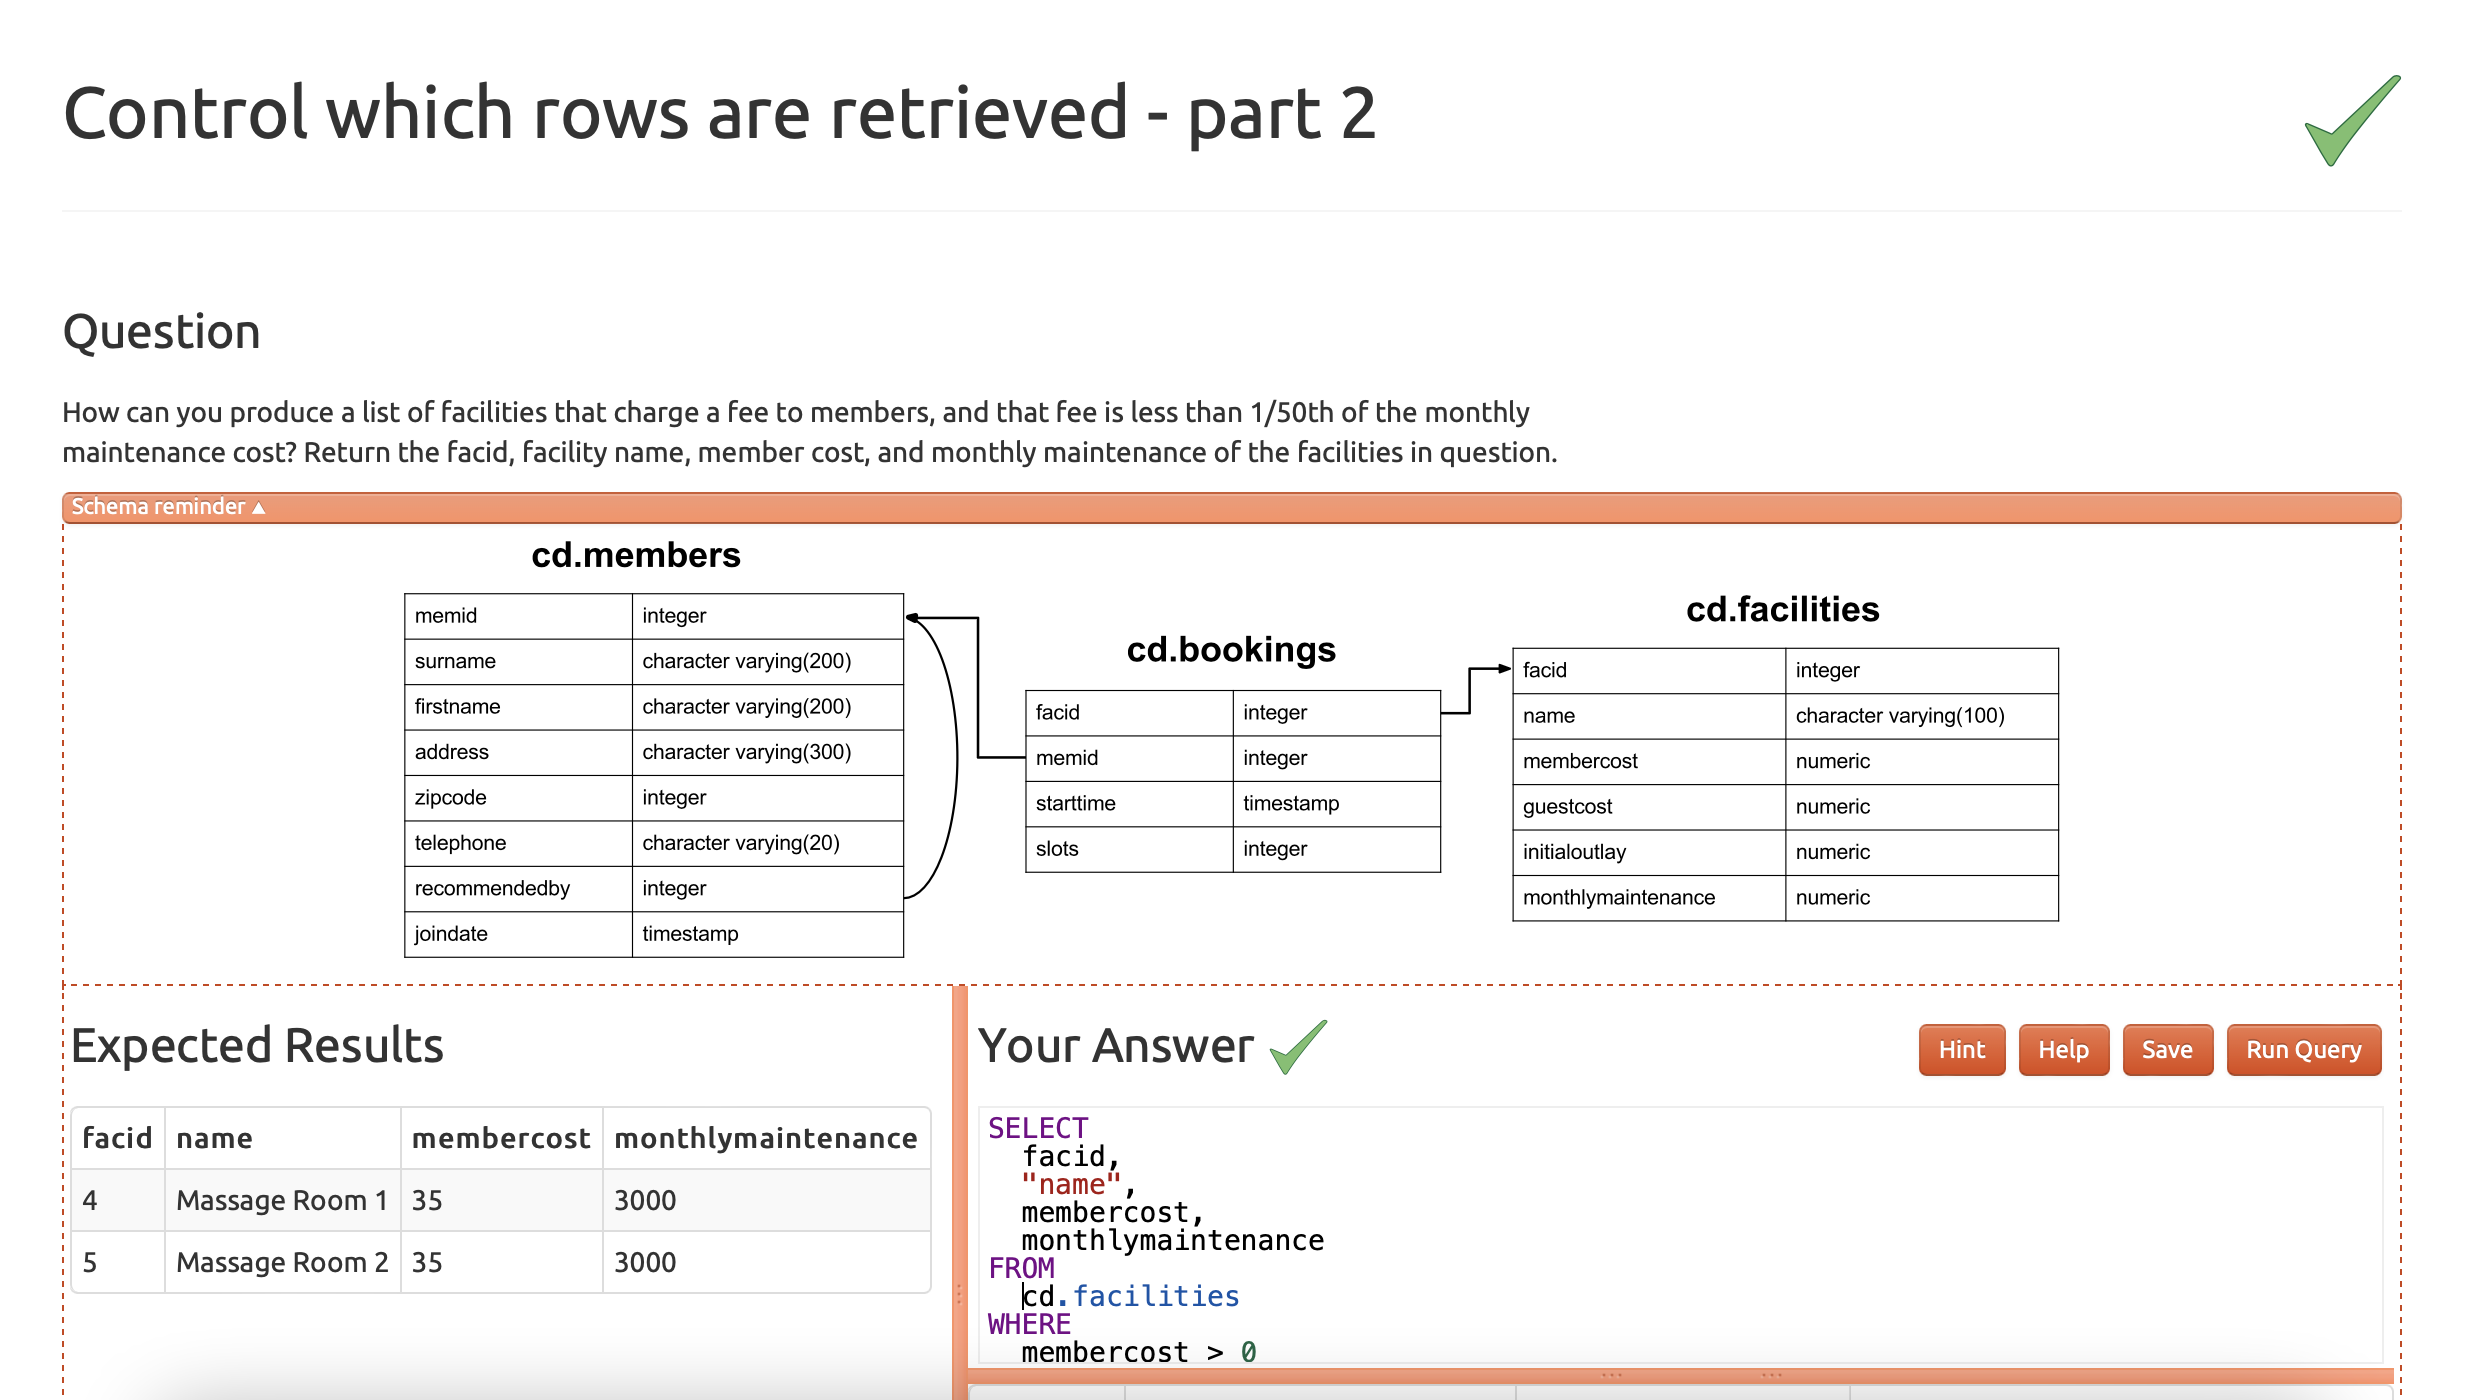 Control which rows are retrieved - part 2
Question
How can you produce a list of facilities that charge a fee to members, and that fee is less than 1/50th of the monthly
maintenance cost? Return the facid, facility name, member cost, and monthly maintenance of the facilities in question.
Schema reminder ▲
cd.members
memid integer
surname character varying(200)
firstname character varying(200)
address character varying(300)
zipcode integer
telephone character varying(20)
recommendedby integer
joindate timestamp
cd.bookings
facid integer
memid integer
starttime timestamp
slots integer
cd.facilities
facid integer
name character varying(100)
membercost numeric
guestcost numeric
initialoutlay numeric
monthlymaintenance numeric
Expected Results
facid name membercost monthlymaintenance
4 Massage Room 1 35 3000
5 Massage Room 2 35 3000
Your Answer
Hint Help Save Run Query
SELECT
facid,
"name",
membercost,
monthlymaintenance
FROM
cd.facilities
WHERE
membercost > 0